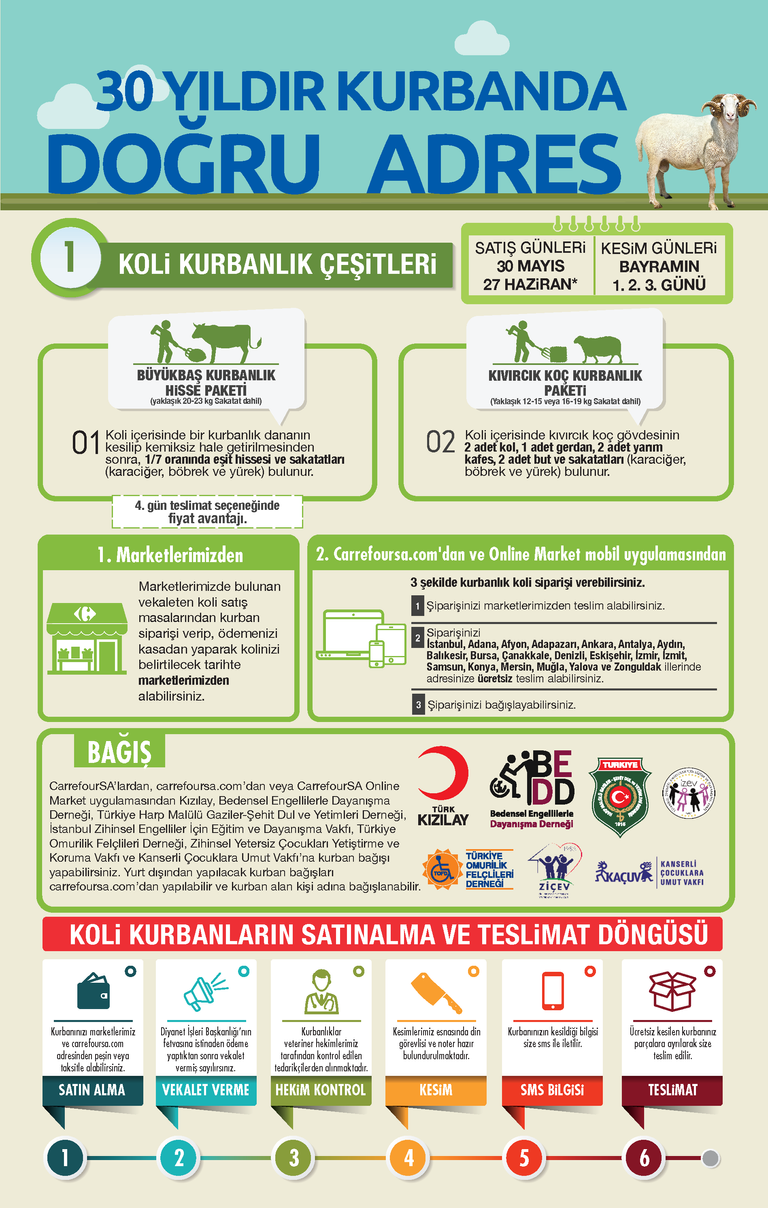 30 YILDIR KURBANDA
DOĞRU ADRES
1
KOLi KURBANLIK ÇEŞiTLERi
SATIŞ GÜNLERi
30 MAYIS
27 HAZiRAN*
KESiM GÜNLERi
BAYRAMIN
1. 2. 3. GÜNÜ
BÜYÜKBAŞ KURBANLIK
HiSSE PAKETİ
(yaklaşık 20-23 kg Sakatat dahil)
01
Koli içerisinde bir kurbanlık dananın
kesilip kemiksiz hale getirilmesinden
sonra, 1/7 oranında eşit hissesi ve sakatatları
(karaciğer, böbrek ve yürek) bulunur.
KIVIRCIK KOÇ KURBANLIK
PAKETi
(Yaklaşık 12-15 veya 16-19 kg Sakatat dahil)
02
Koli içerisinde kıvırcık koç gövdesinin
2 adet kol, 1 adet gerdan, 2 adet yarım
kafes, 2 adet but ve sakatatları (karaciğer,
böbrek ve yürek) bulunur.
4. gün teslimat seçeneğinde
fiyat avantajı.
1. Marketlerimizden
Marketlerimizde bulunan
vekaleten koli satış
masalarından kurban
siparişi verip, ödemenizi
kasadan yaparak kolinizi
belirtilecek tarihte
marketlerimizden
alabilirsiniz.
2. Carrefoursa.com'dan ve Online Market mobil uygulamasından
3 şekilde kurbanlık koli siparişi verebilirsiniz.
1 Şiparişinizi marketlerimizden teslim alabilirsiniz.
2 Siparişinizi
İstanbul, Adana, Afyon, Adapazarı, Ankara, Antalya, Aydın,
Balıkesir, Bursa, Çanakkale, Denizli, Eskişehir, İzmir, İzmit,
Samsun, Konya, Mersin, Muğla, Yalova ve Zonguldak illerinde
adresinize ücretsiz teslim alabilirsiniz.
3 Şiparişinizi bağışlayabilirsiniz.
BAĞIŞ
CarrefourSA'lardan, carrefoursa.com'dan veya CarrefourSA Online
Market uygulamasından Kızılay, Bedensel Engellilerle Dayanışma
Derneği, Türkiye Harp Malülü Gaziler-Şehit Dul ve Yetimleri Derneği,
İstanbul Zihinsel Engelliler İçin Eğitim ve Dayanışma Vakfı, Türkiye
Omurilik Felçlileri Derneği, Zihinsel Yetersiz Çocukları Yetiştirme ve
Koruma Vakfı ve Kanserli Çocuklara Umut Vakfı'na kurban bağışı
yapabilirsiniz. Yurt dışından yapılacak kurban bağışları
carrefoursa.com'dan yapılabilir ve kurban alan kişi adına bağışlanabilir.
TÜRK
KIZILAY
BEDD
Bedensel Engellilerle
Dayanışma Derneği
TURKIYE
1916
izev
TOFD
TÜRKİYE
OMURİLİK
FELÇLİLERİ
DERNEĞİ
1982
ZİÇEV
KAÇUV
KANSERLİ
ÇOCUKLARA
UMUT VAKFI
KOLi KURBANLARIN SATINALMA VE TESLiMAT DÖNGÜSÜ
Kurbanınızı marketlerimiz
ve carrefoursa.com
adresinden peşin veya
taksitle alabilirsiniz.
SATIN ALMA
1
Diyanet İşleri Başkanlığı'nın
fetvasına istinaden ödeme
yaptıktan sonra vekalet
vermiş sayılırsınız.
VEKALET VERME
2
Kurbanlıklar
veteriner hekimlerimiz
tarafından kontrol edilen
tedarikçilerden alınmaktadır.
HEKİM KONTROL
3
Kesimlerimiz esnasında din
görevlisi ve noter hazır
bulundurulmaktadır.
KESİM
4
Kurbanınızın kesildiği bilgisi
size sms ile iletilir.
SMS BiLGiSi
5
Ücretsiz kesilen kurbanınız
parçalara ayrılarak size
teslim edilir.
TESLİMAT
6